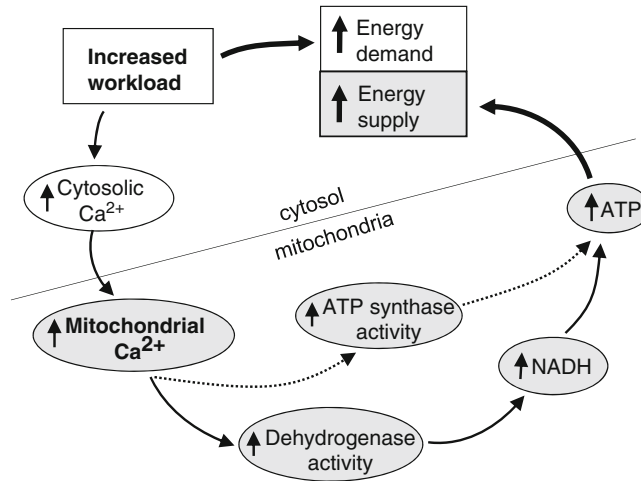 Increased
workload
Energy
demand
Energy
supply
Cytosolic
Ca2+
cytosol
mitochondria
ATP
Mitochondrial
Ca2+
ATP synthase
activity
NADH
Dehydrogenase
activity